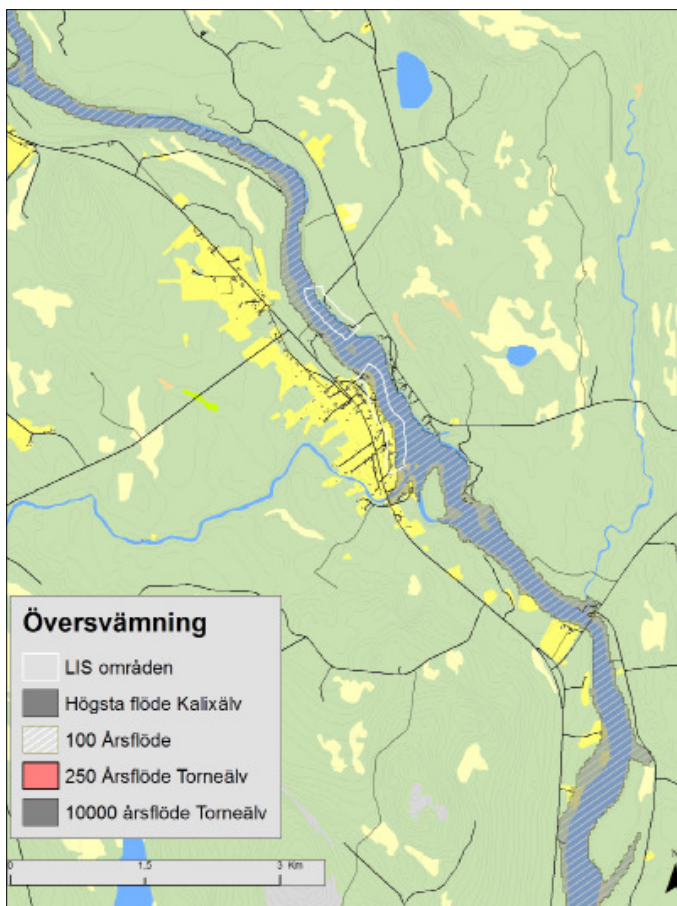 Översvämning
LIS områden
Högsta flöde Kalixälv
100 Årsflöde
250 Årsflöde Torneälv
10000 årsflöde Torneälv
0 1,5 3 Km
N